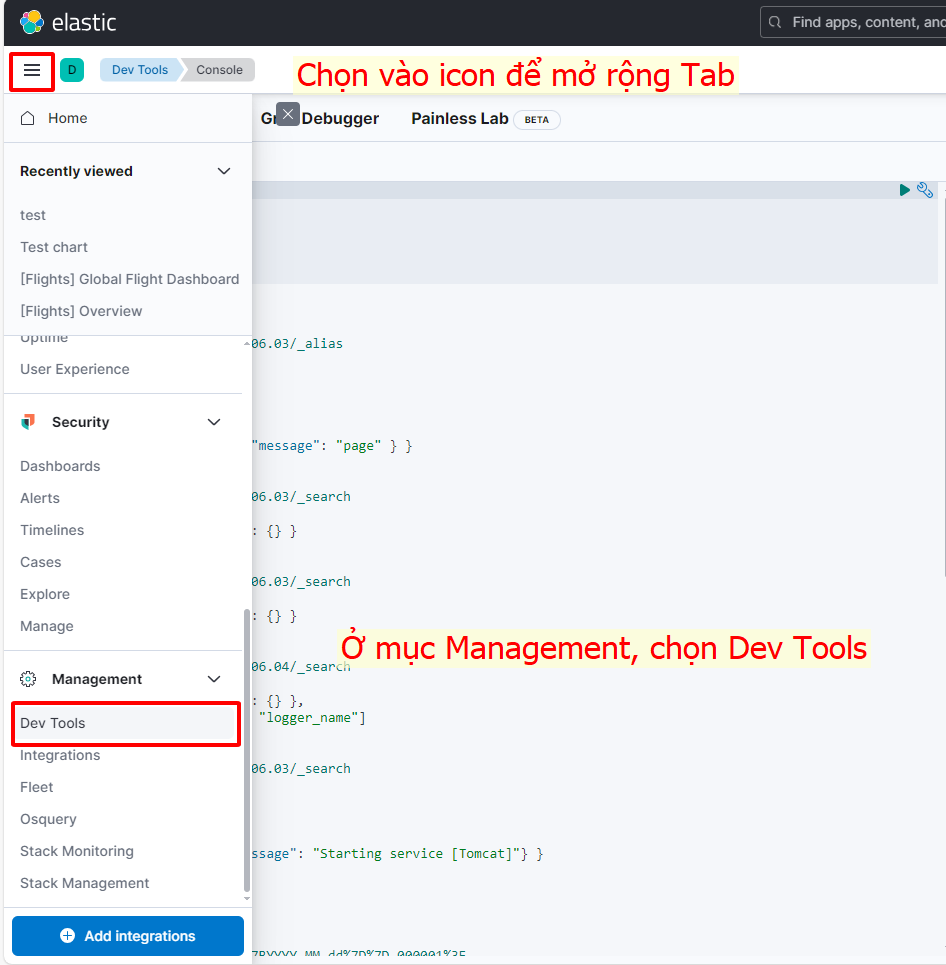 elastic
Find apps, content, and
D
Dev Tools
Console
Chọn vào icon để mở rộng Tab
Home
Debugger
Painless Lab
BETA
Recently viewed
test
Test chart
[Flights] Global Flight Dashboard
[Flights] Overview
Uptime
06.03/_alias
User Experience
Security
"message": "page" } }
Dashboards
Alerts
06.03/_search
Timelines
: {} }
Cases
06.03/_search
Explore
: {} }
Manage
Ở mục Management, chọn Dev Tools
06.04/_search
Management
: {} },
"logger_name"]
Dev Tools
Integrations
06.03/_search
Fleet
Osquery
Stack Monitoring
ssage": "Starting service [Tomcat]"} }
Stack Management
Add integrations